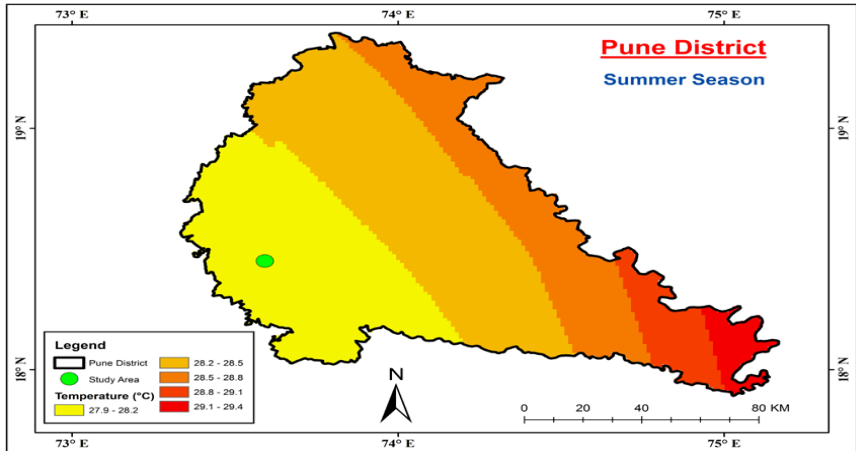 73° E 74° E 75° E
Pune District
Summer Season
19° N 19° N
18° N 18° N
Legend
Pune District
Study Area
Temperature (°C)
27.9 - 28.2
28.2 - 28.5
28.5 - 28.8
28.8 - 29.1
29.1 - 29.4
N
0 20 40 60 80 KM
73° E 74° E 75° E